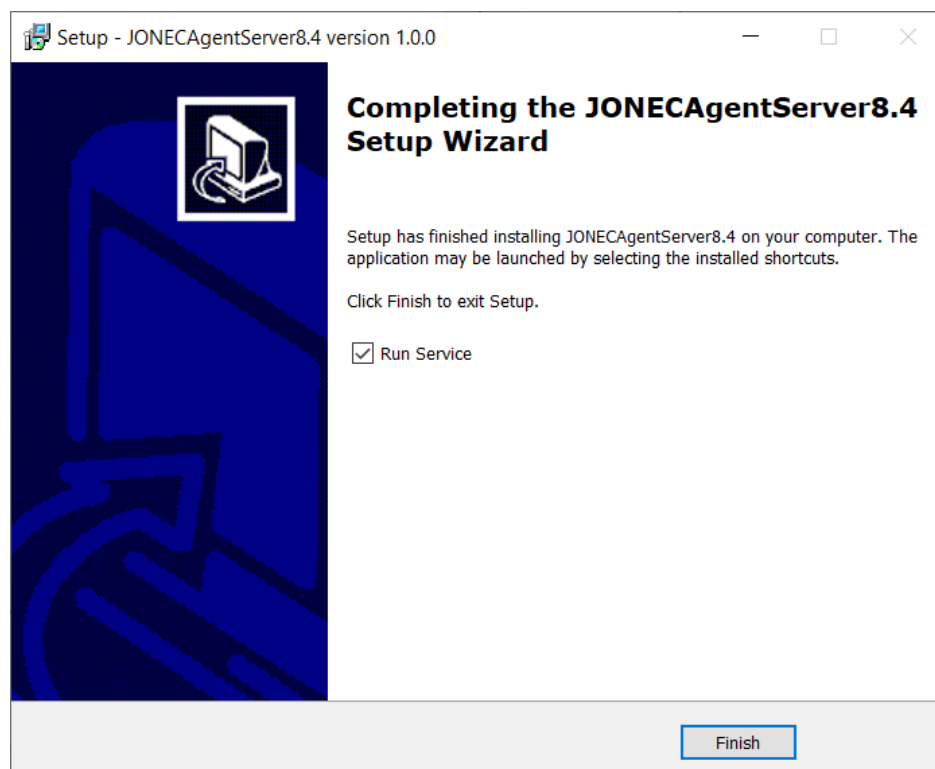 Setup - JONECAgentServer8.4 version 1.0.0
Completing the JONECAgentServer8.4
Setup Wizard
Setup has finished installing JONECAgentServer8.4 on your computer. The
application may be launched by selecting the installed shortcuts.
Click Finish to exit Setup.
Run Service
Finish